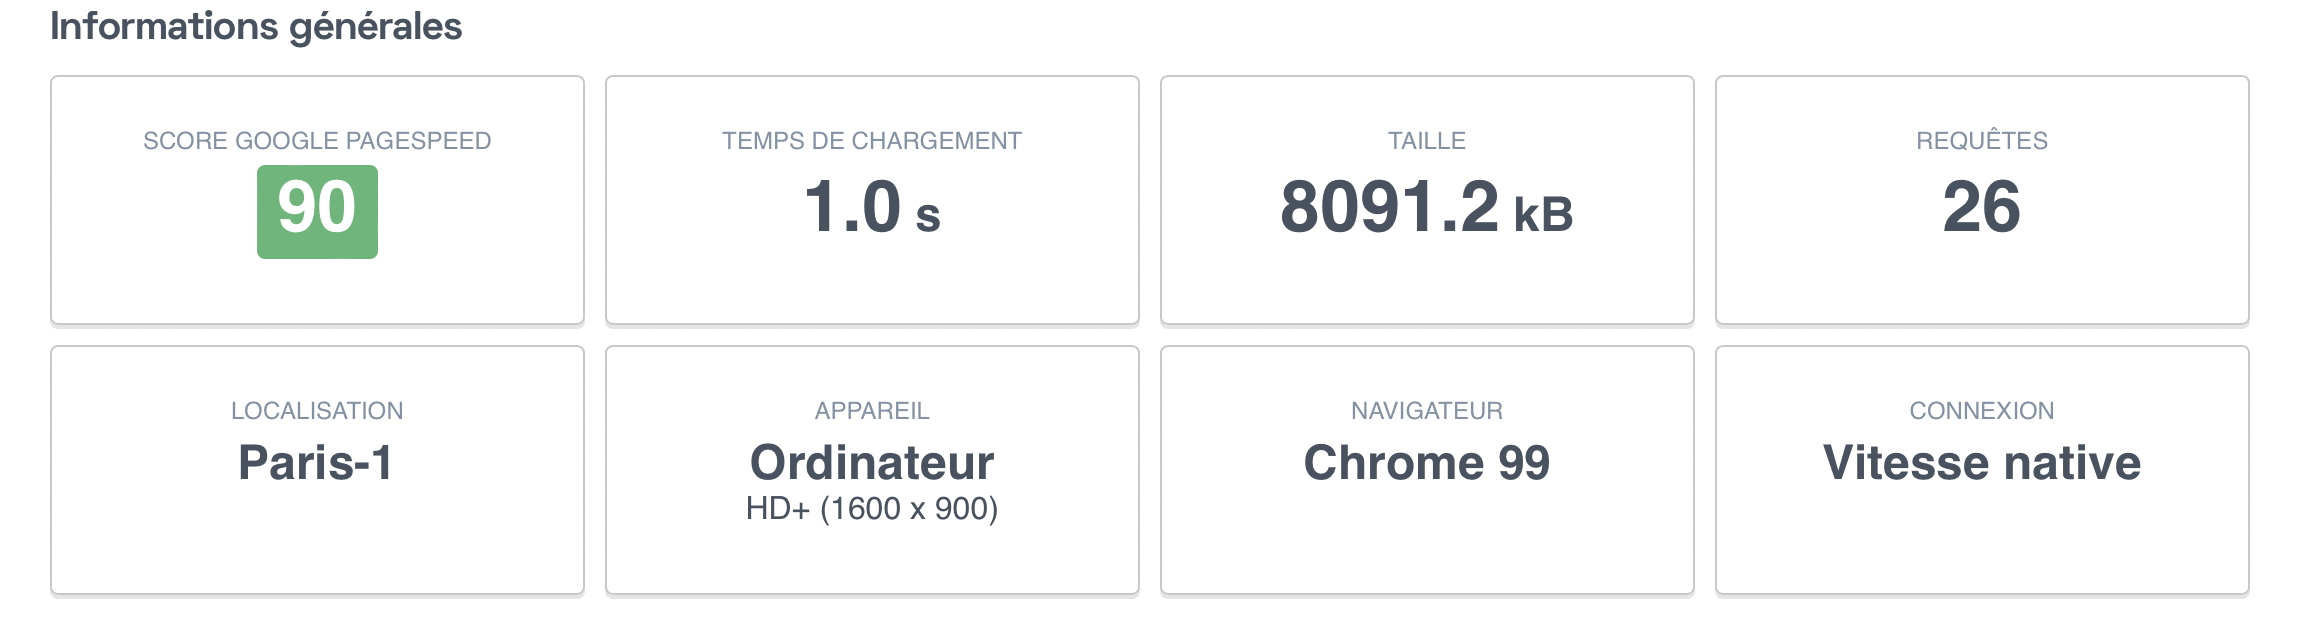 Informations générales
SCORE GOOGLE PAGESPEED
90
TEMPS DE CHARGEMENT
1.0 s
TAILLE
8091.2 kB
REQUÊTES
26
LOCALISATION
Paris-1
APPAREIL
Ordinateur
HD+ (1600 x 900)
NAVIGATEUR
Chrome 99
CONNEXION
Vitesse native